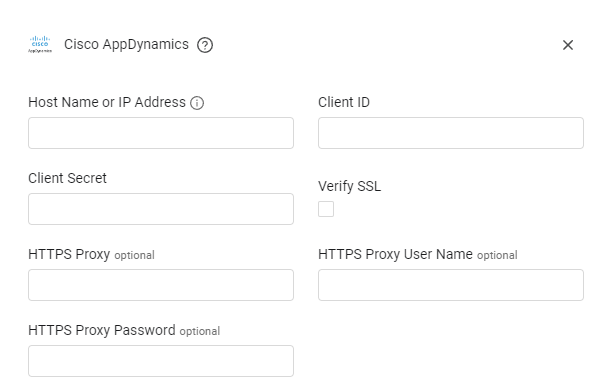 CISCO
AppDynamics
Cisco AppDynamics ?
Host Name or IP Address
Client ID
Client Secret
Verify SSL
HTTPS Proxy optional
HTTPS Proxy User Name optional
HTTPS Proxy Password optional